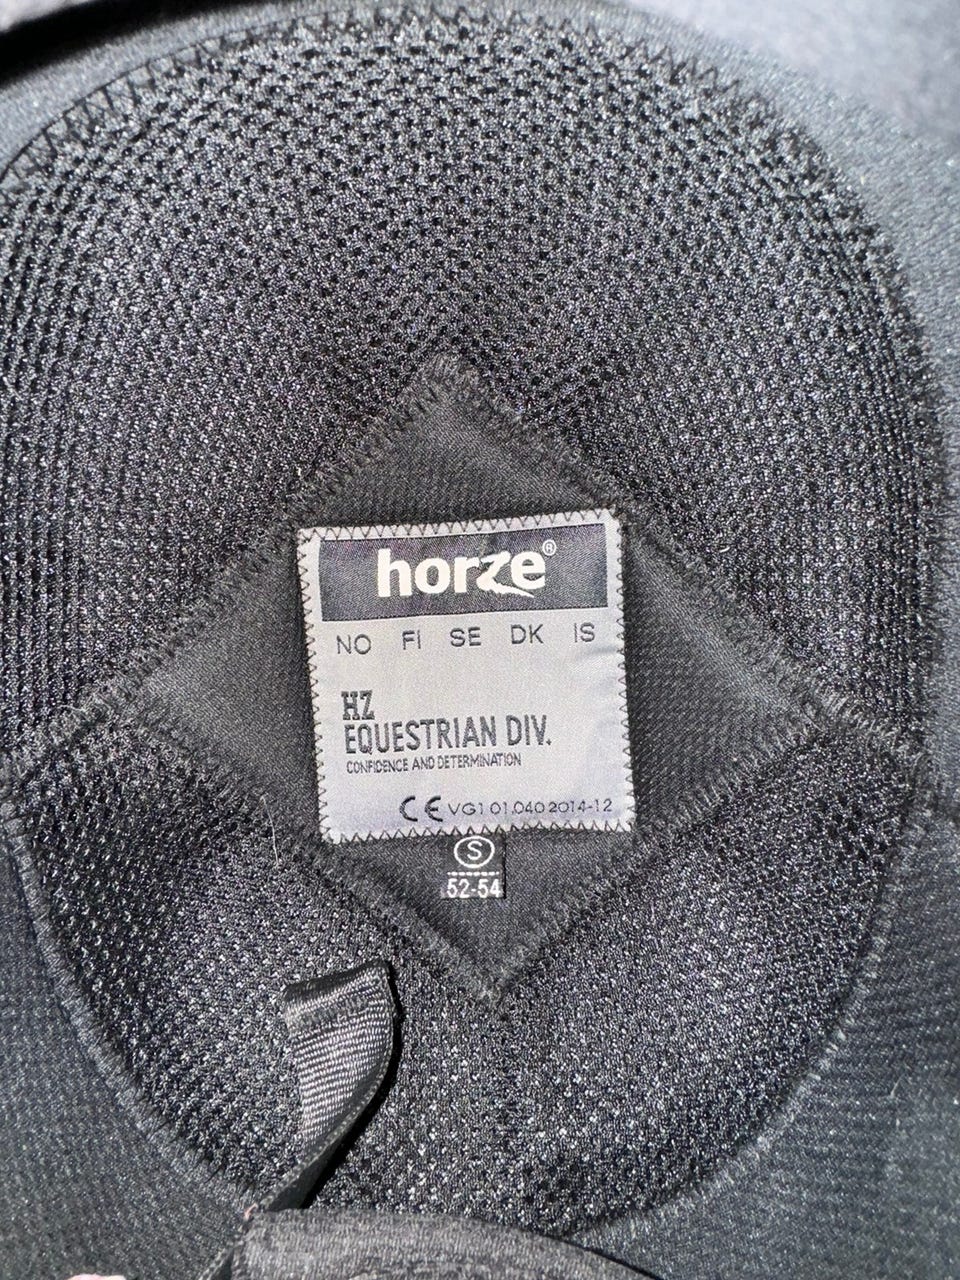 horze®
NO FI SE DK IS
HZ
EQUESTRIAN DIV.
CONFIDENCE AND DETERMINATION
CE VG1 01.040 2014-12
S
52-54